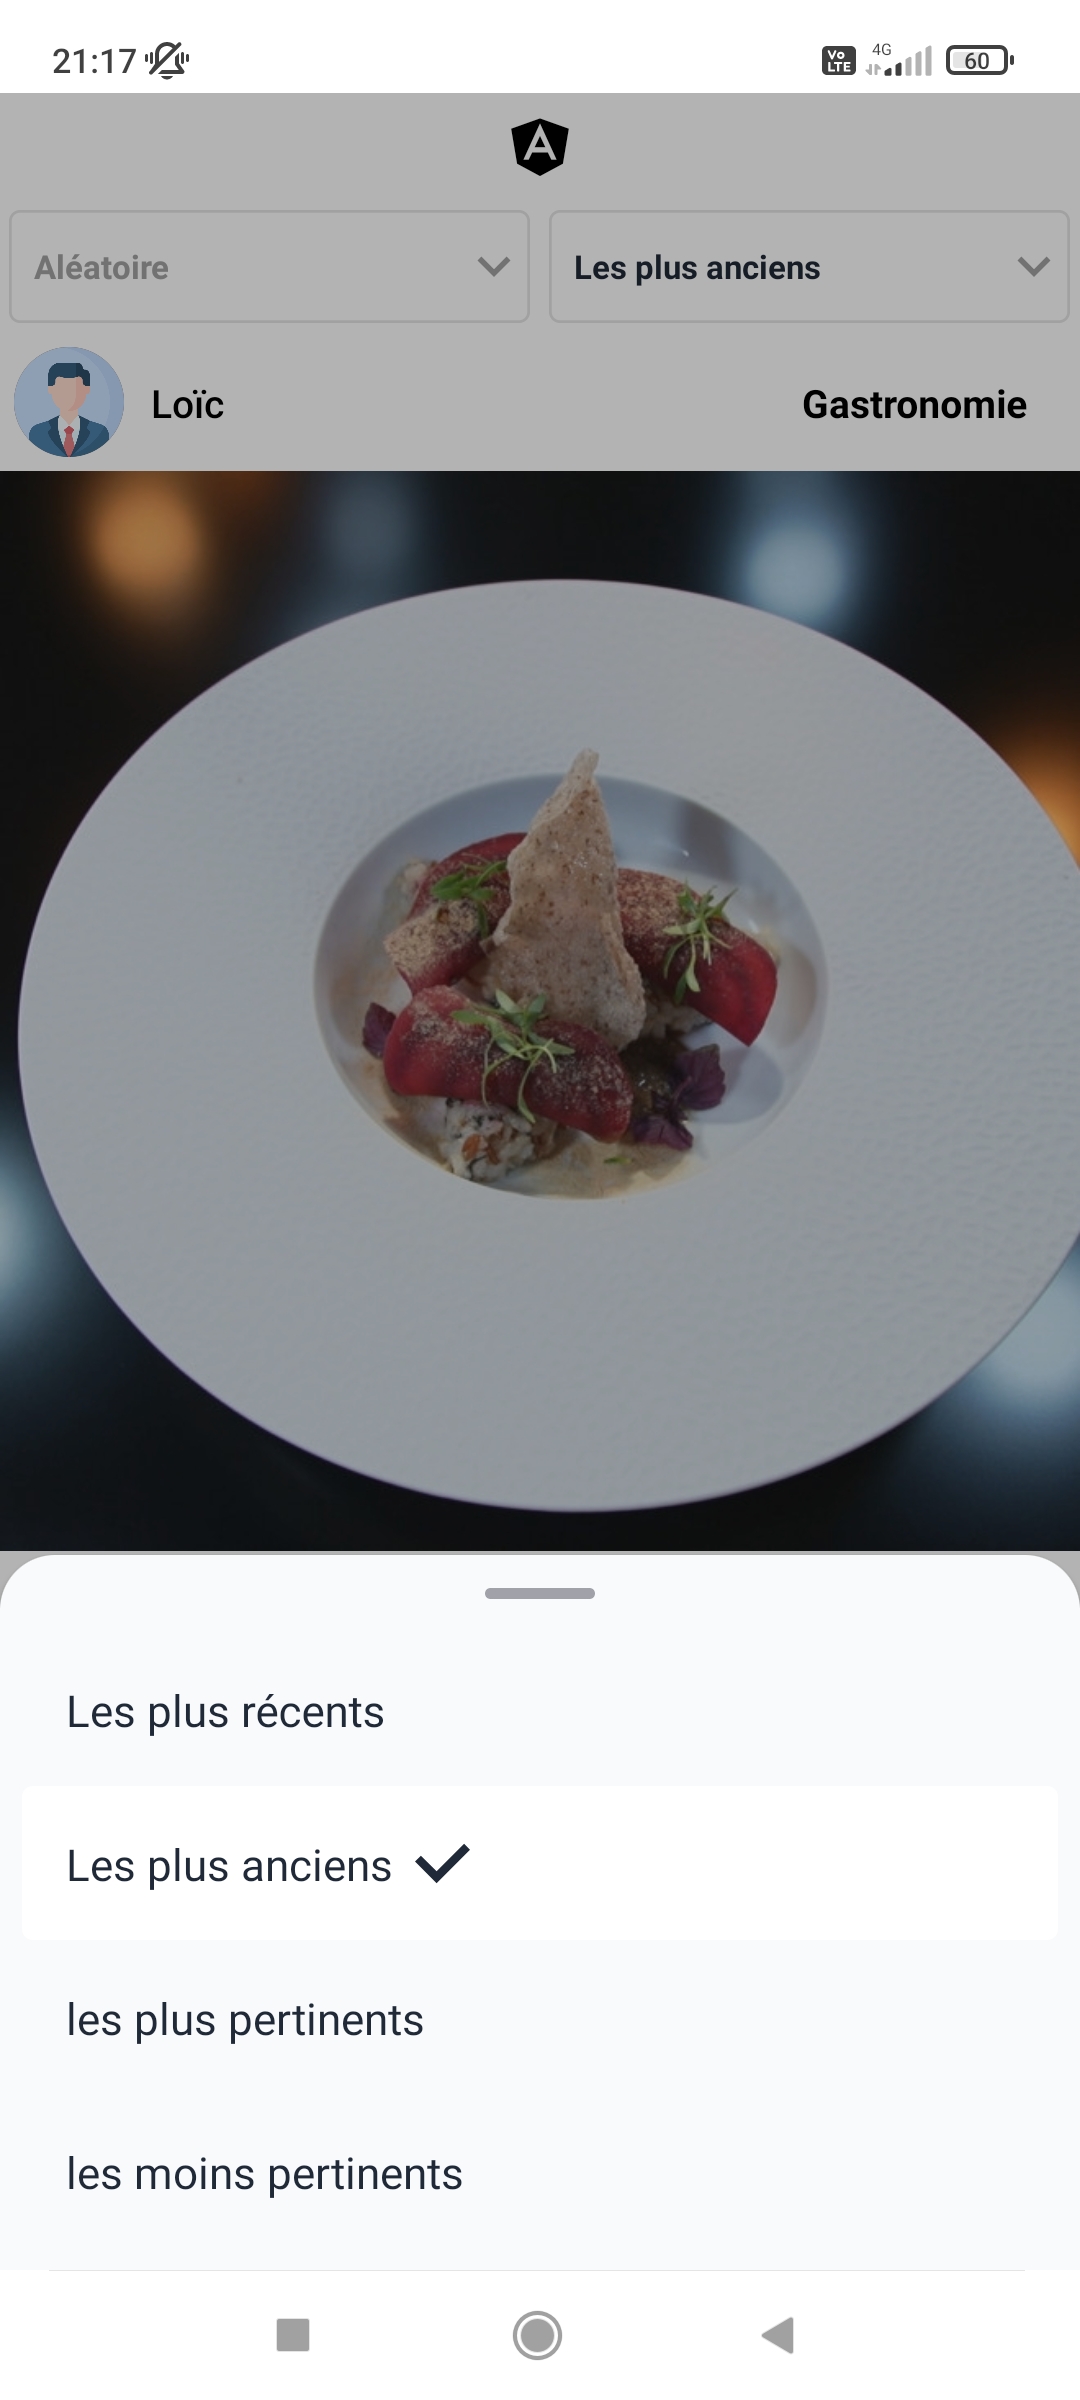 21:17
Vo LTE
4G
60
Aléatoire
Les plus anciens
Loïc
Gastronomie
Les plus récents
Les plus anciens
les plus pertinents
les moins pertinents